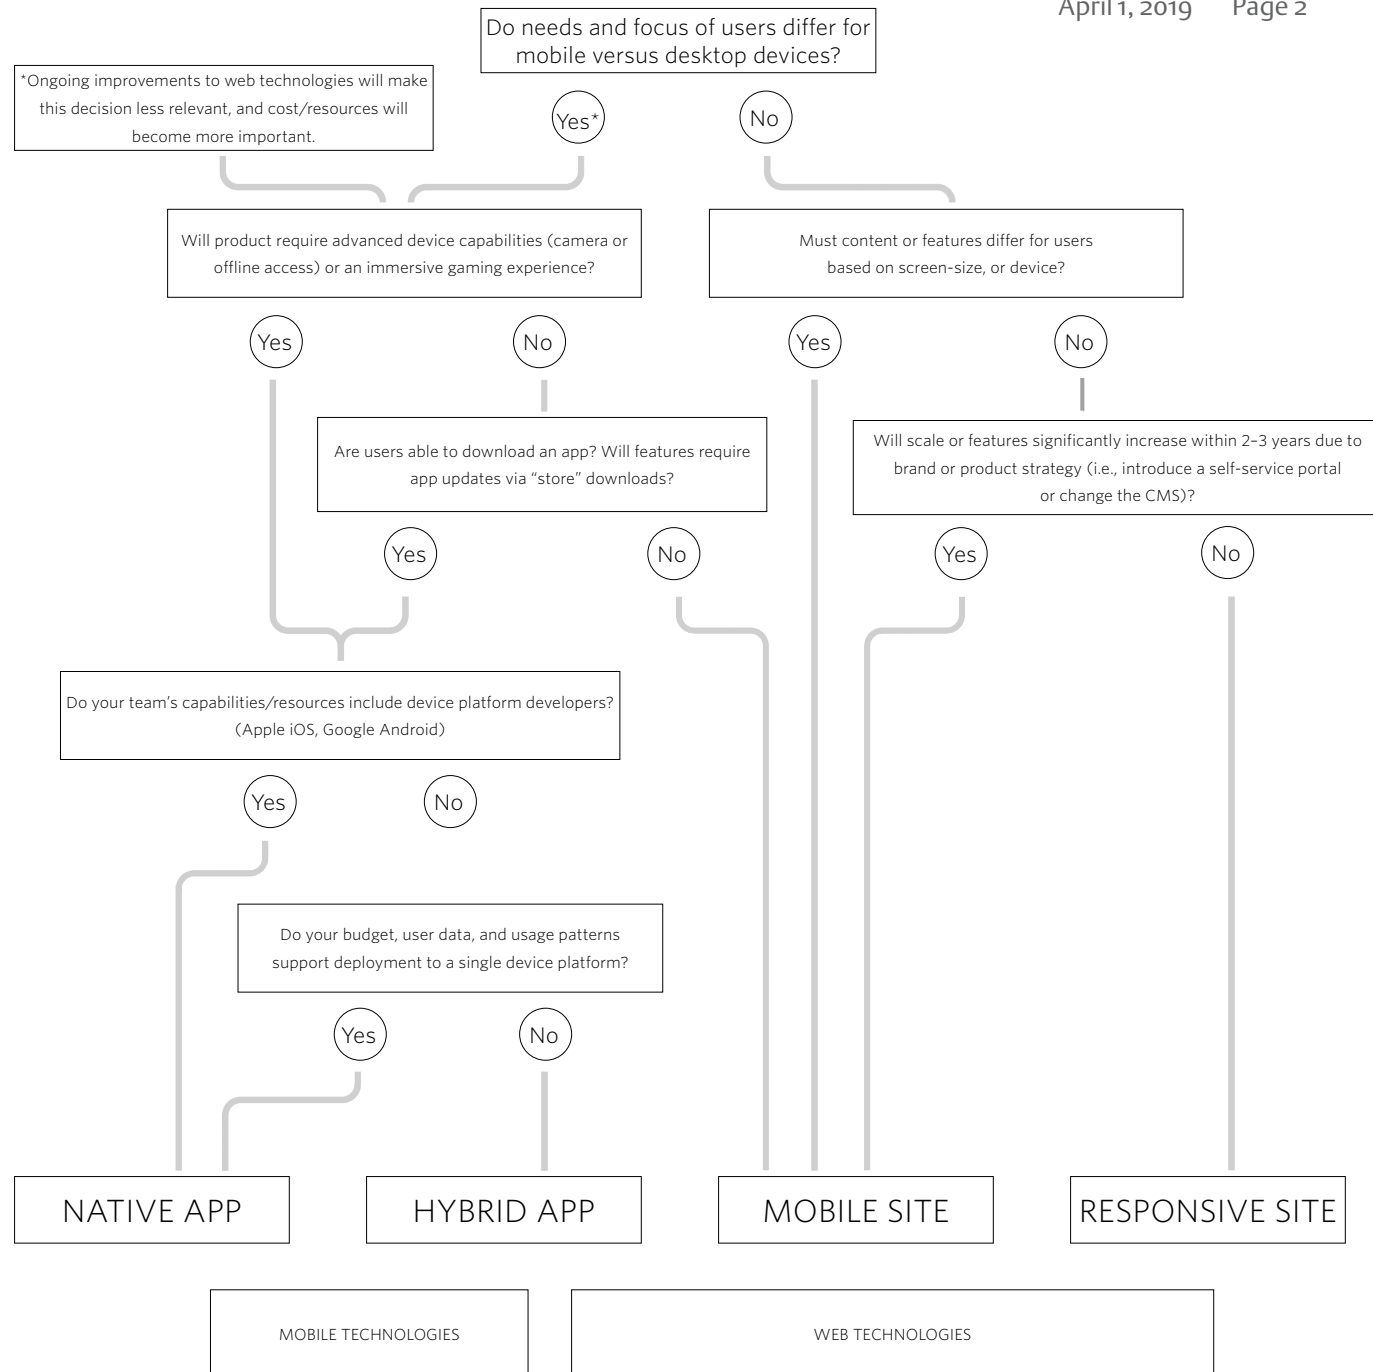 April 1, 2019 Page 2
Do needs and focus of users differ for
mobile versus desktop devices?
*Ongoing improvements to web technologies will make
this decision less relevant, and cost/resources will
become more important.
Yes*
No
Will product require advanced device capabilities (camera or
offline access) or an immersive gaming experience?
Must content or features differ for users
based on screen-size, or device?
Yes
No
Yes
No
Are users able to download an app? Will features require
app updates via “store” downloads?
Will scale or features significantly increase within 2–3 years due to
brand or product strategy (i.e., introduce a self-service portal
or change the CMS)?
Yes
No
Yes
No
Do your team’s capabilities/resources include device platform developers?
(Apple iOS, Google Android)
Yes
No
Do your budget, user data, and usage patterns
support deployment to a single device platform?
Yes
No
NATIVE APP
HYBRID APP
MOBILE SITE
RESPONSIVE SITE
MOBILE TECHNOLOGIES
WEB TECHNOLOGIES